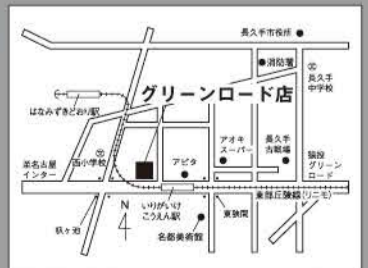 長久手市役所
消防署
長久手
中学校
グリーンロード店
はなみずきどおり駅
西小学校
アピタ
アオキ
スーパー
長久手
古戦場
猿投
グリーン
ロード
至名古屋
インター
いりがいけ
こうえん駅
東部丘陵線(リニモ)
杁ヶ池
N
4
名都美術館
東狭間